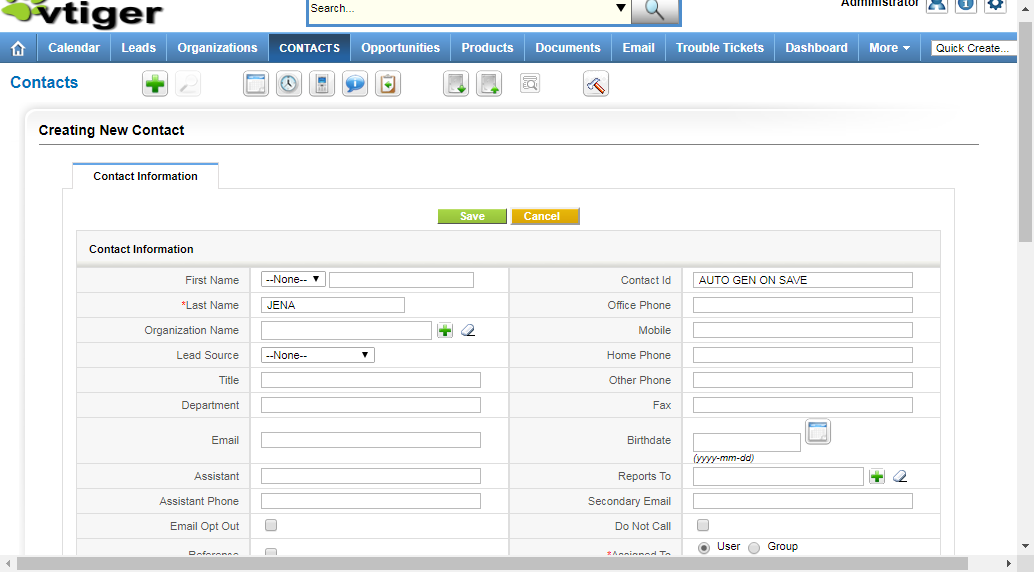 vtiger
Search...
Administrator
Calendar Leads Organizations CONTACTS Opportunities Products Documents Email Trouble Tickets Dashboard More Quick Create...
Contacts
Creating New Contact
Contact Information
Save Cancel
Contact Information
First Name --None-- Contact Id AUTO GEN ON SAVE
*Last Name JENA Office Phone
Organization Name Mobile
Lead Source --None-- Home Phone
Title Other Phone
Department Fax
Email Birthdate
(yyyy-mm-dd)
Assistant Reports To
Assistant Phone Secondary Email
Email Opt Out Do Not Call
Reference *Assigned To User Group